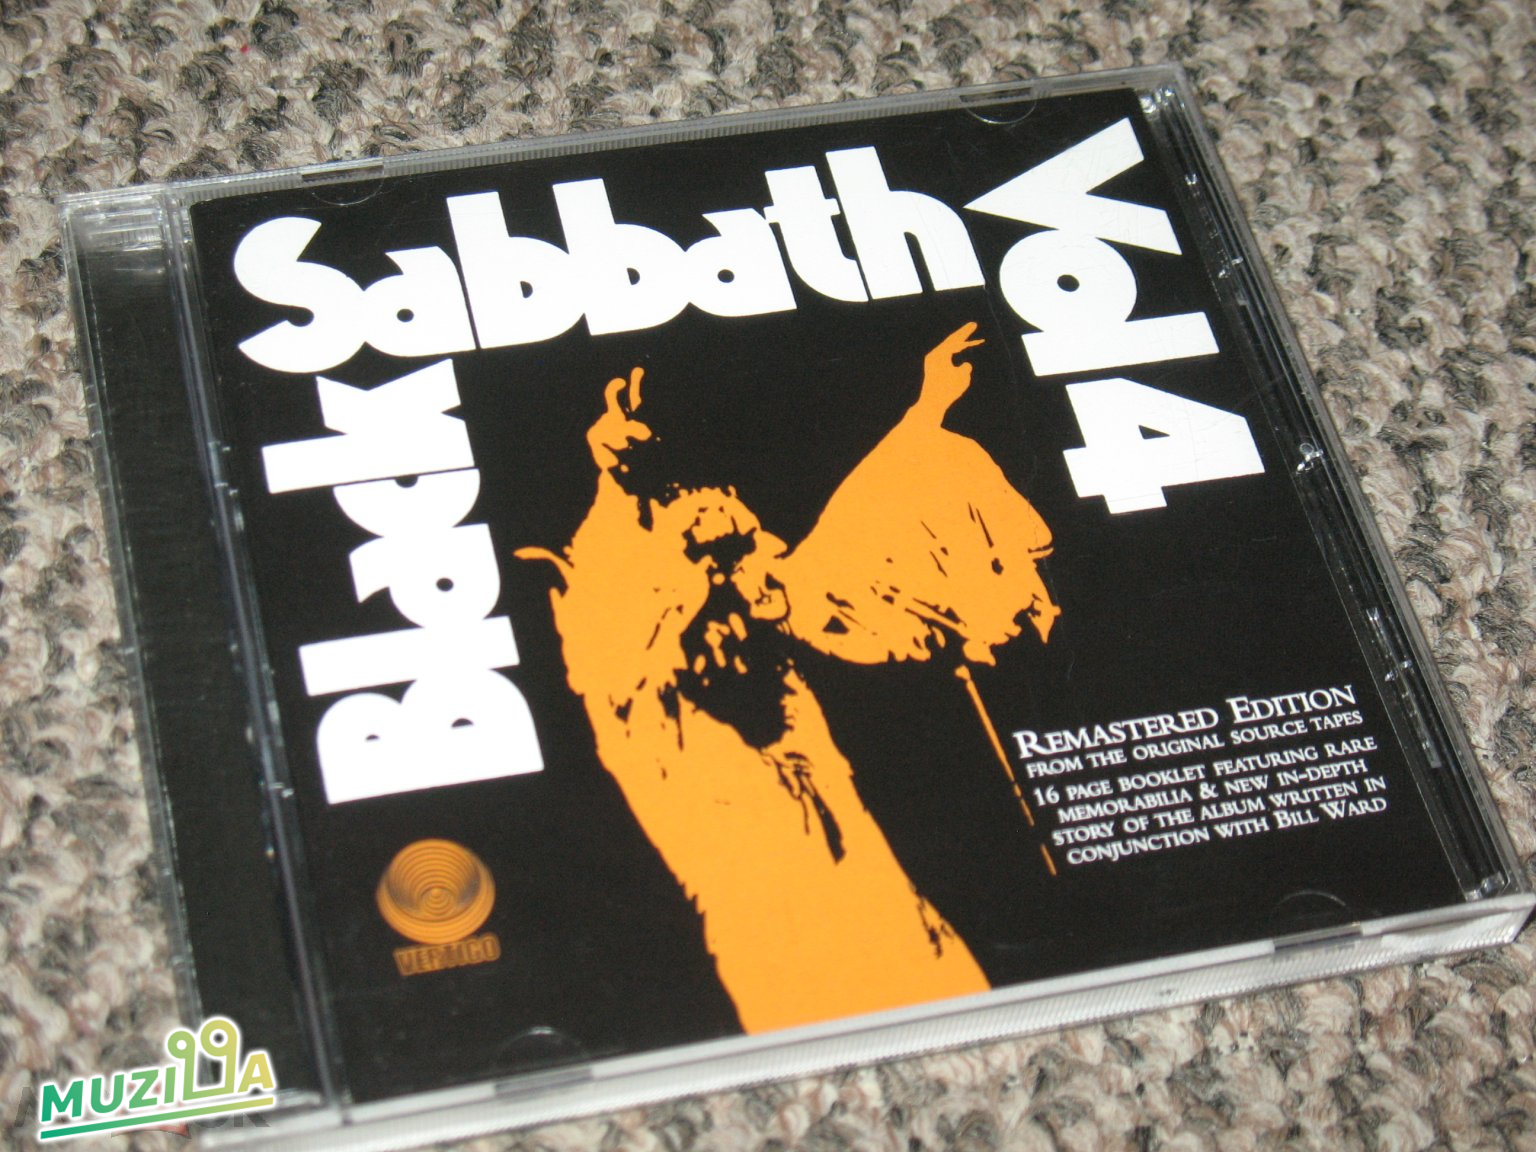 Black
Sabbath
Vol 4
REMASTERED EDITION
FROM THE ORIGINAL SOURCE TAPES
16 PAGE BOOKLET FEATURING RARE
MEMORABILIA & NEW IN-DEPTH
STORY OF THE ALBUM WRITTEN IN
CONJUNCTION WITH BILL WARD
VERTICO
MUZILLA